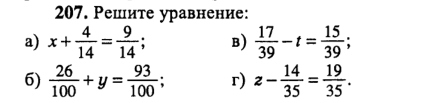 207. Решите уравнение:
а) x + 4/14 = 9/14; в) 17/39 − t = 15/39;
б) 26/100 + y = 93/100; г) z − 14/35 = 19/35.